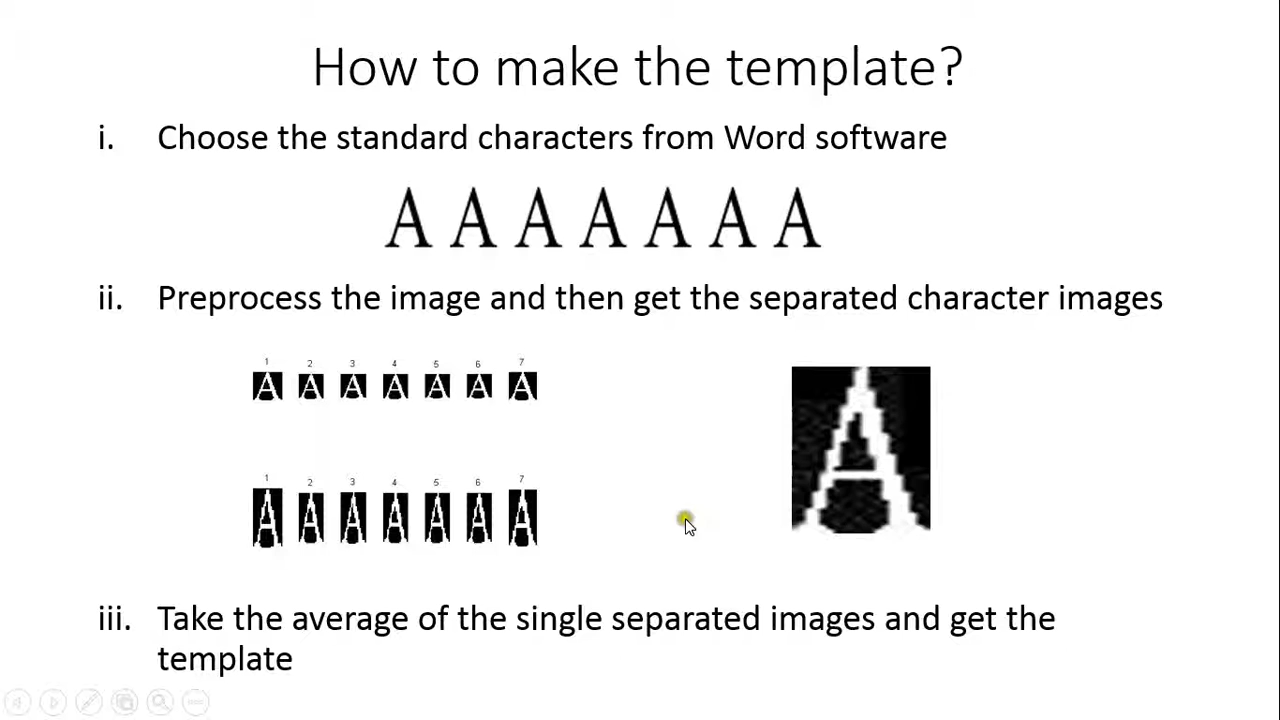 How to make the template?
i. Choose the standard characters from Word software
A A A A A A A
ii. Preprocess the image and then get the separated character images
1 2 3 4 5 6 7
A A A A A A A
A
1 2 3 4 5 6 7
A A A A A A A
iii. Take the average of the single separated images and get the
template